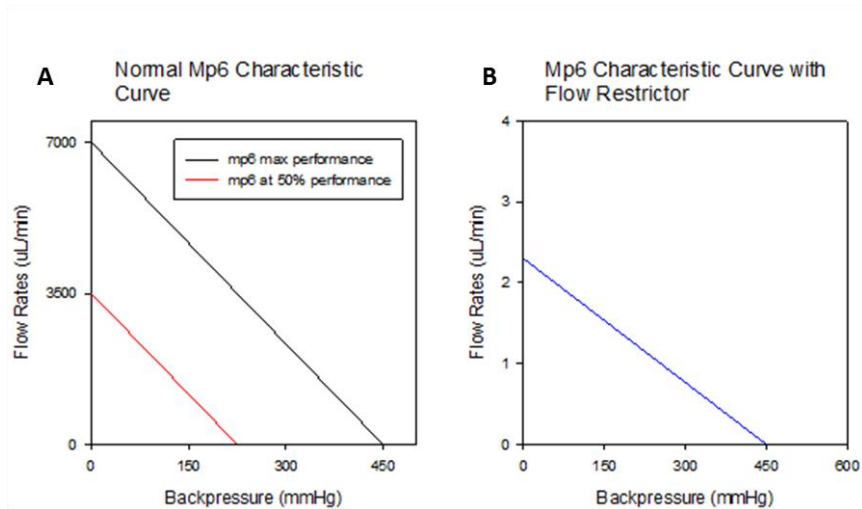 A
Normal Mp6 Characteristic
Curve
7000
3500
0
mp6 max performance
mp6 at 50% performance
Flow Rates (uL/min)
0
150
300
450
Backpressure (mmHg)
B
Mp6 Characteristic Curve with
Flow Restrictor
4
3
2
1
0
Flow Rates (uL/min)
0
150
300
450
600
Backpressure (mmHg)